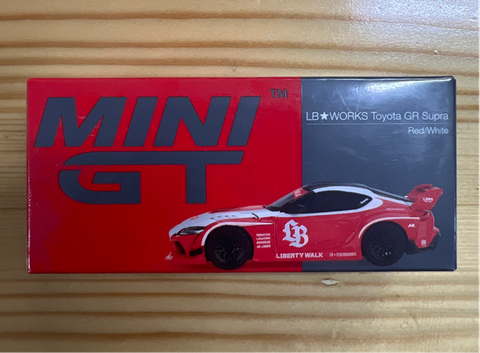 MINI
GT
TM
LB★WORKS Toyota GR Supra
Red/White
LB
LIBERTY WALK